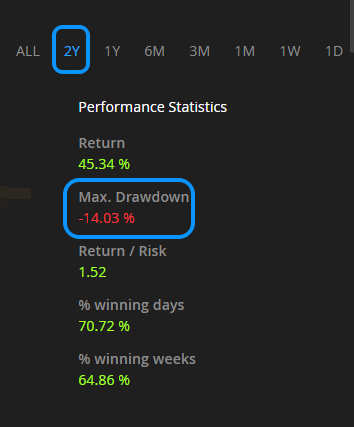 ALL 2Y 1Y 6M 3M 1M 1W 1D
Performance Statistics
Return
45.34 %
Max. Drawdown
-14.03 %
Return / Risk
1.52
% winning days
70.72 %
% winning weeks
64.86 %